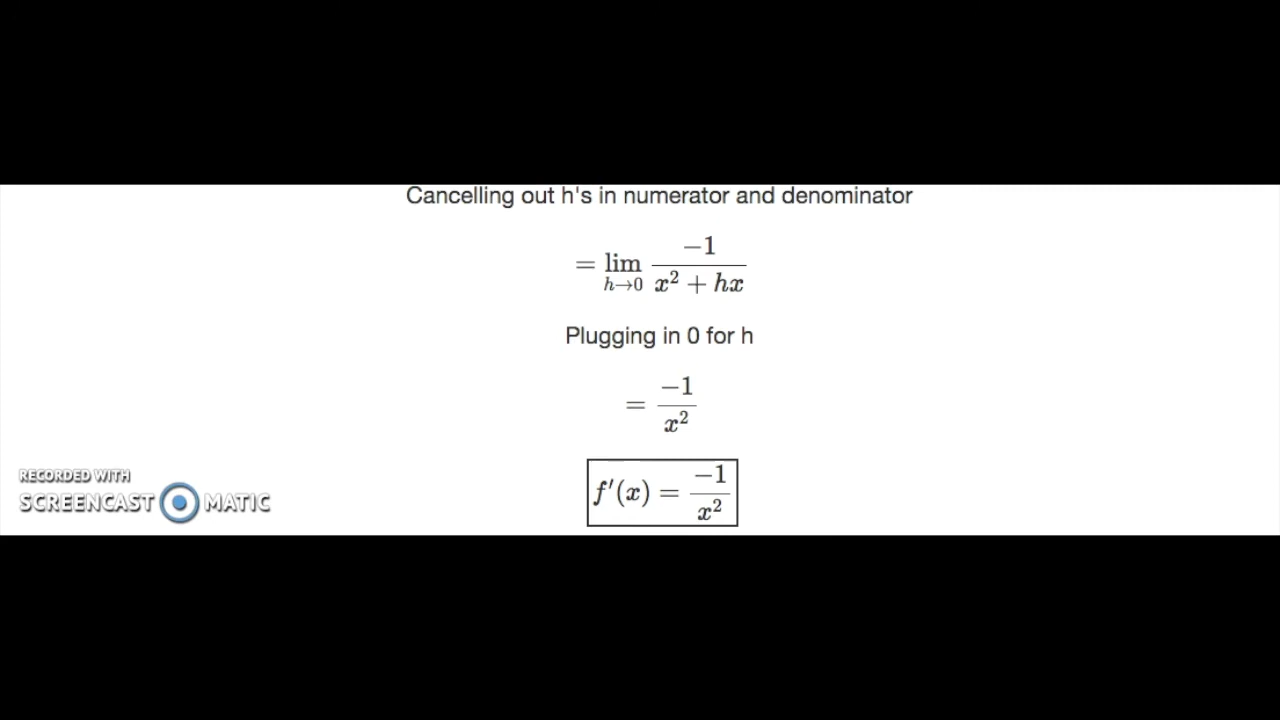 Cancelling out h's in numerator and denominator
= lim h→0 −1 / x² + hx
Plugging in 0 for h
= −1 / x²
f′(x) = −1 / x²
RECORDED WITH
SCREENCAST MATIC